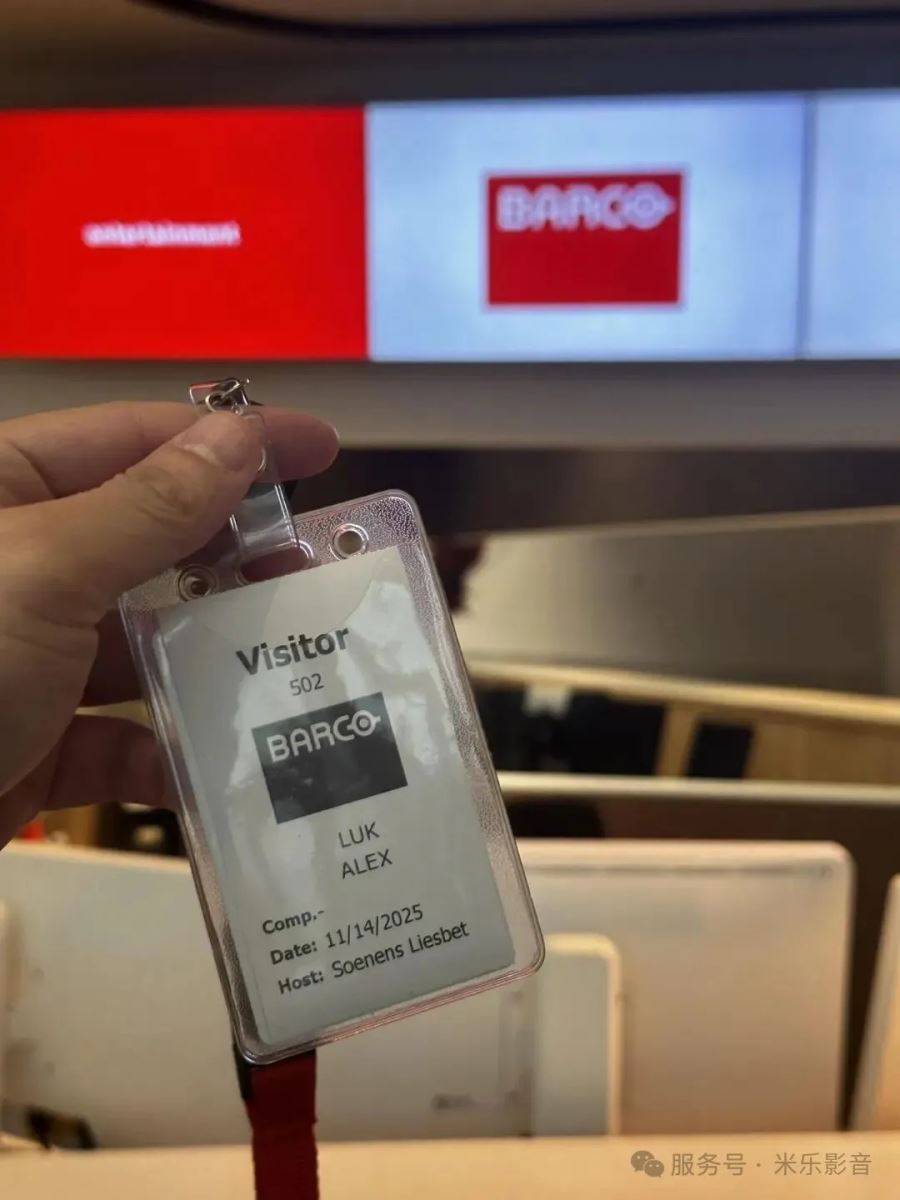 entertainment
BARCO
Visitor
502
BARCO
LUK
ALEX
Comp.-
Date: 11/14/2025
Host: Soenens Liesbet
服务号 · 米乐影音